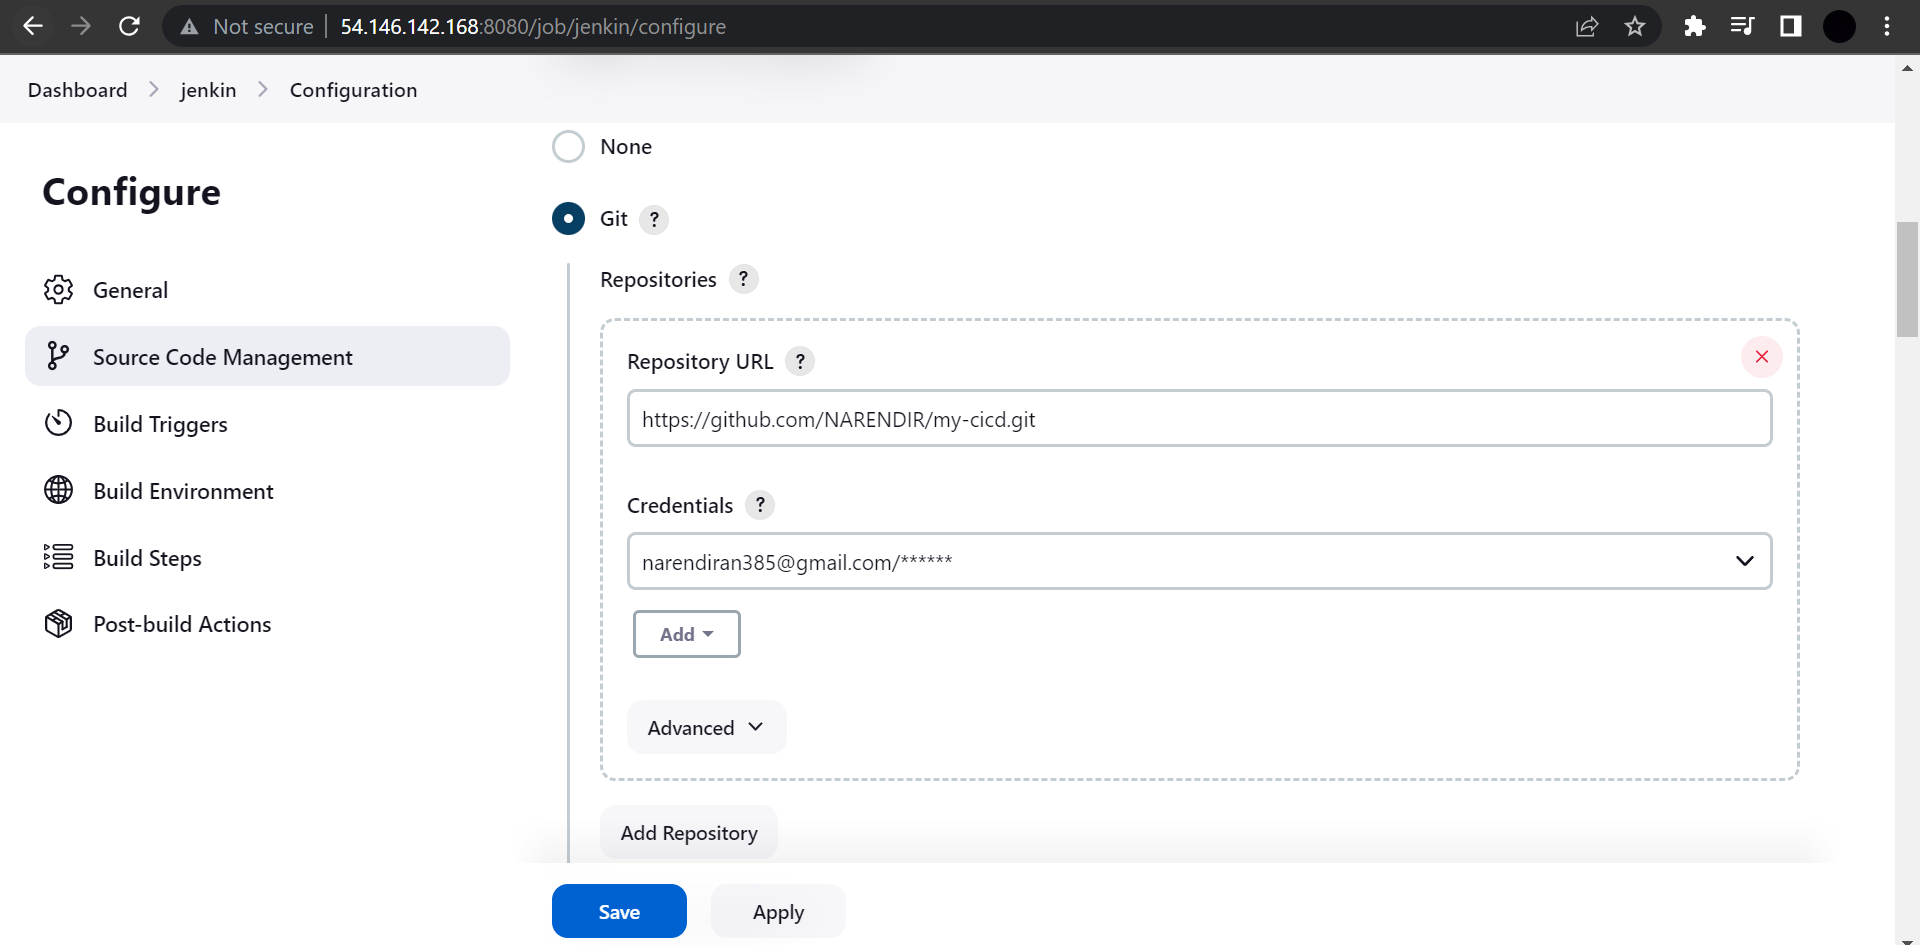 Not secure | 54.146.142.168:8080/job/jenkin/configure
Dashboard > jenkin > Configuration
Configure
General
Source Code Management
Build Triggers
Build Environment
Build Steps
Post-build Actions
None
Git ?
Repositories ?
Repository URL ?
https://github.com/NARENDIR/my-cicd.git
Credentials ?
narendiran385@gmail.com/******
Add
Advanced
Add Repository
Save Apply